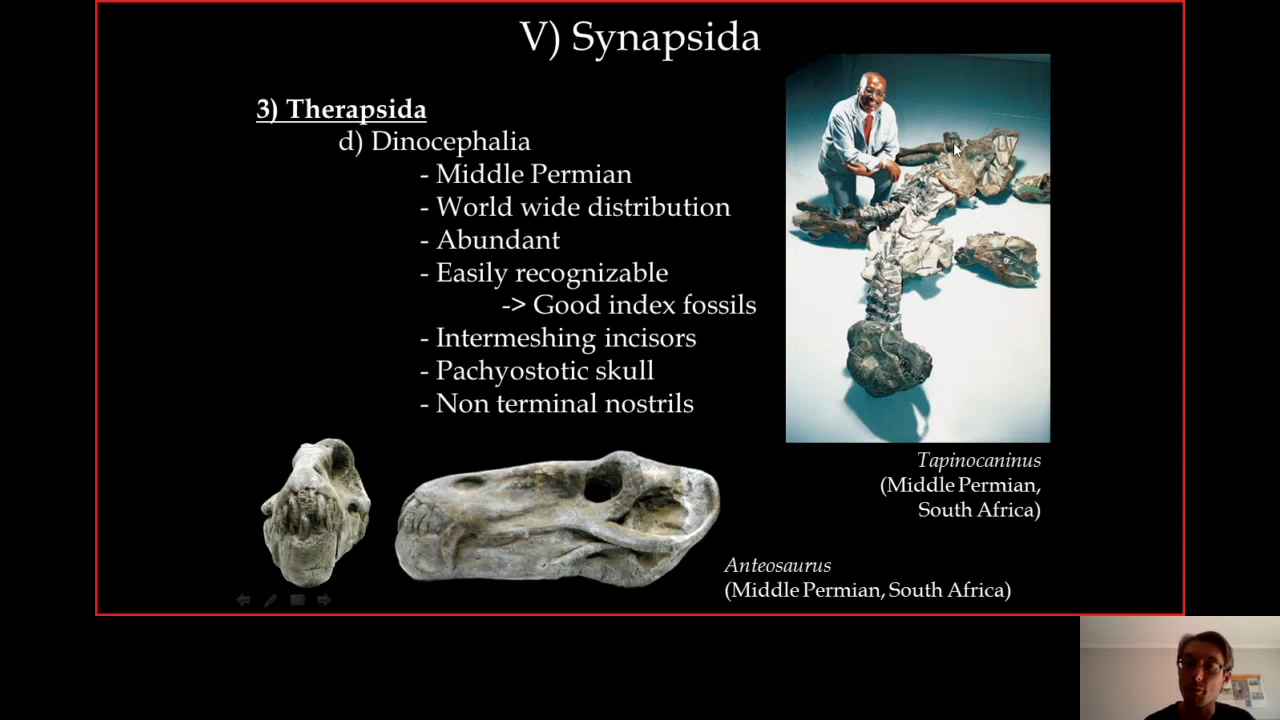 V) Synapsida
3) Therapsida
d) Dinocephalia
- Middle Permian
- World wide distribution
- Abundant
- Easily recognizable
-> Good index fossils
- Intermeshing incisors
- Pachyostotic skull
- Non terminal nostrils
Tapinocaninus
(Middle Permian,
South Africa)
Anteosaurus
(Middle Permian, South Africa)